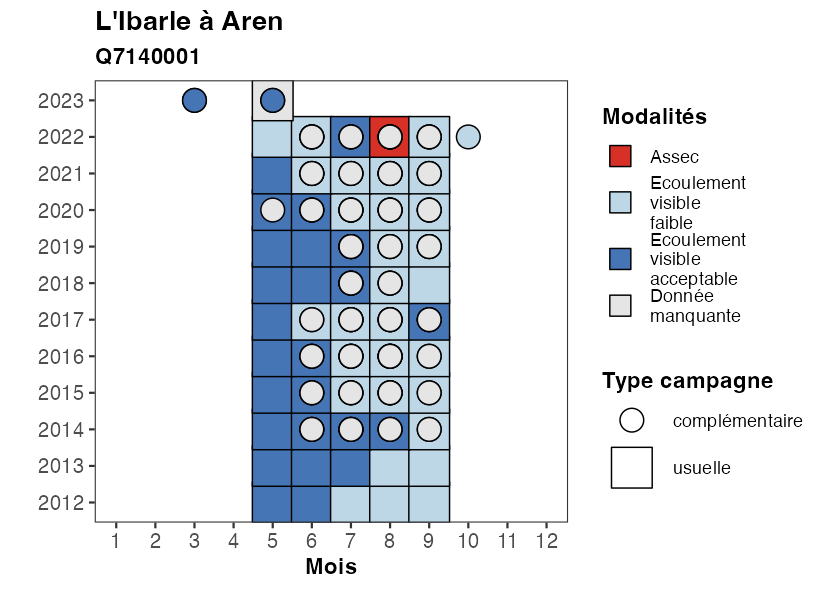 L'Ibarle à Aren
Q7140001
2023
2022
2021
2020
2019
2018
2017
2016
2015
2014
2013
2012
1 2 3 4 5 6 7 8 9 10 11 12
Mois
Modalités
Assec
Ecoulement
visible
faible
Ecoulement
visible
acceptable
Donnée
manquante
Type campagne
complémentaire
usuelle